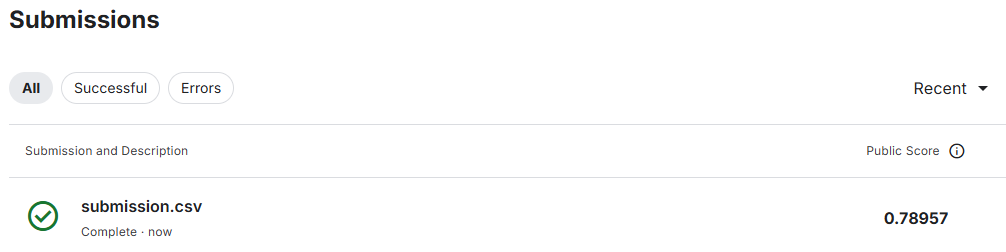 Submissions
All Successful Errors Recent
Submission and Description Public Score
submission.csv
Complete · now 0.78957